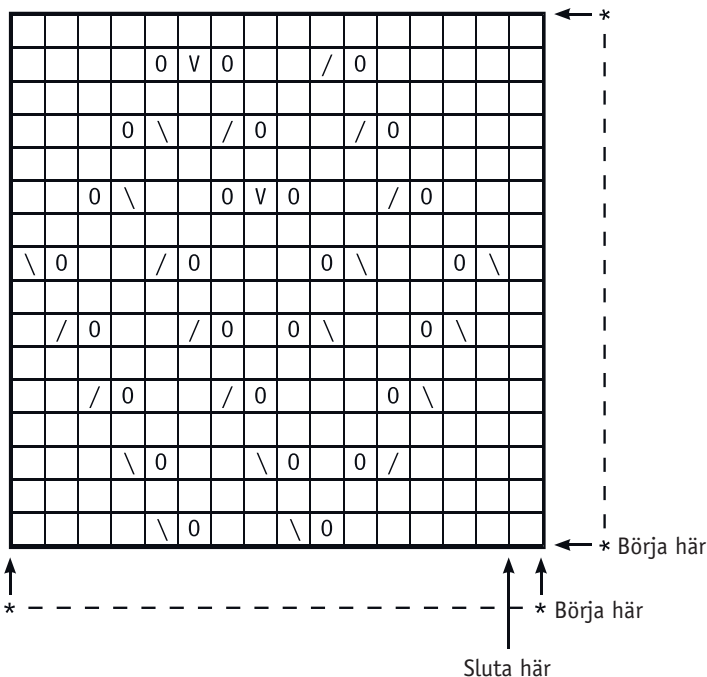 *
O V O / O
O \ / O / O
O \ O V O / O
\ O / O O \ O \
/ O / O O \ O \
/ O / O O \
\ O \ O O /
\ O \ O
* Börja här
* * Börja här
Sluta här